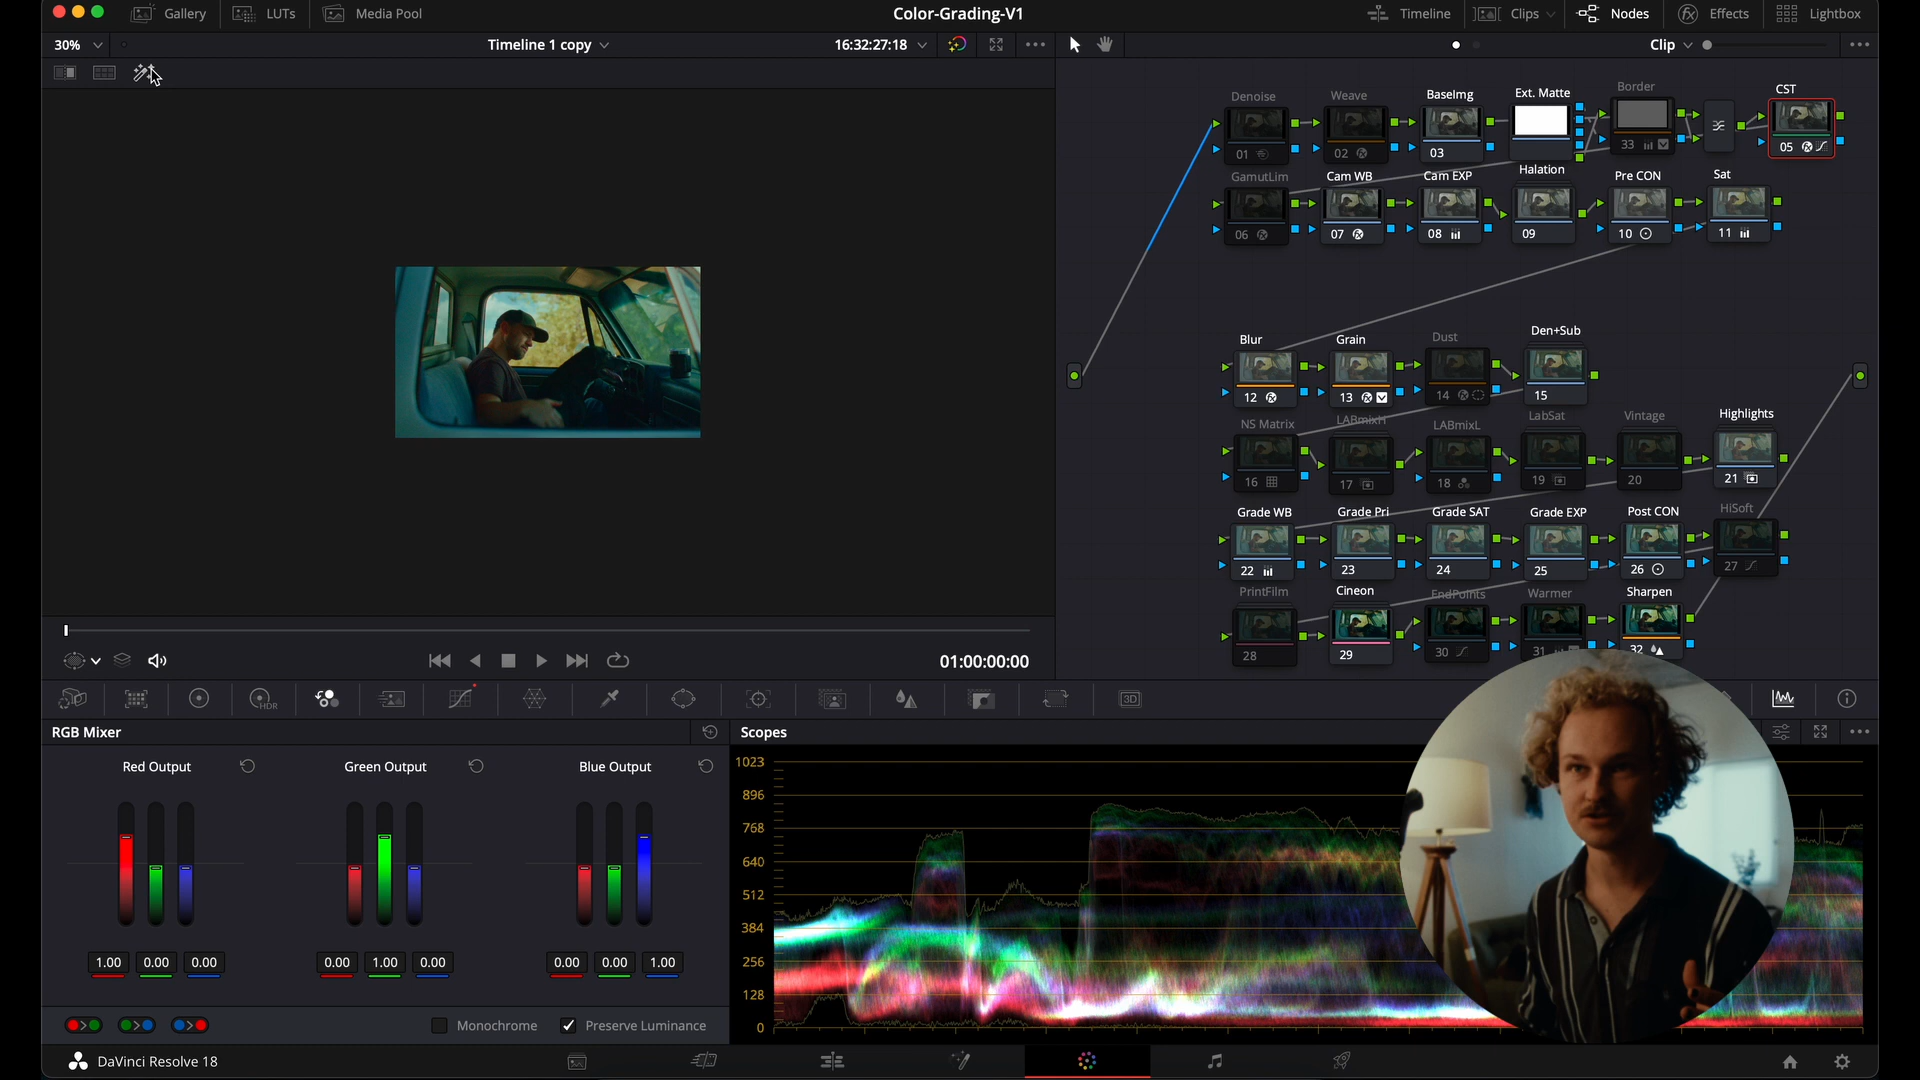 Gallery
LUTs
Media Pool
Color-Grading-V1
Timeline
Clips
Nodes
Effects
Lightbox
30%
Timeline 1 copy
16:32:27:18
Clip
Denoise
Weave
BaseImg
Ext. Matte
Border
CST
01
02
03
33
05
GamutLim
Cam WB
Cam EXP
Halation
Pre CON
Sat
06
07
08
09
10
11
Blur
Grain
Dust
Den+Sub
12
13
14
15
NS Matrix
LABmixH
LABmixL
LabSat
Vintage
Highlights
16
17
18
19
20
21
Grade WB
Grade Pri
Grade SAT
Grade EXP
Post CON
HiSoft
22
23
24
25
26
27
PrintFilm
Cineon
EndPoints
Warmer
Sharpen
28
29
30
31
32
01:00:00:00
HDR
3D
RGB Mixer
Scopes
Red Output
Green Output
Blue Output
1.00 0.00 0.00
0.00 1.00 0.00
0.00 0.00 1.00
1023
896
768
640
512
384
256
128
0
Monochrome
Preserve Luminance
DaVinci Resolve 18